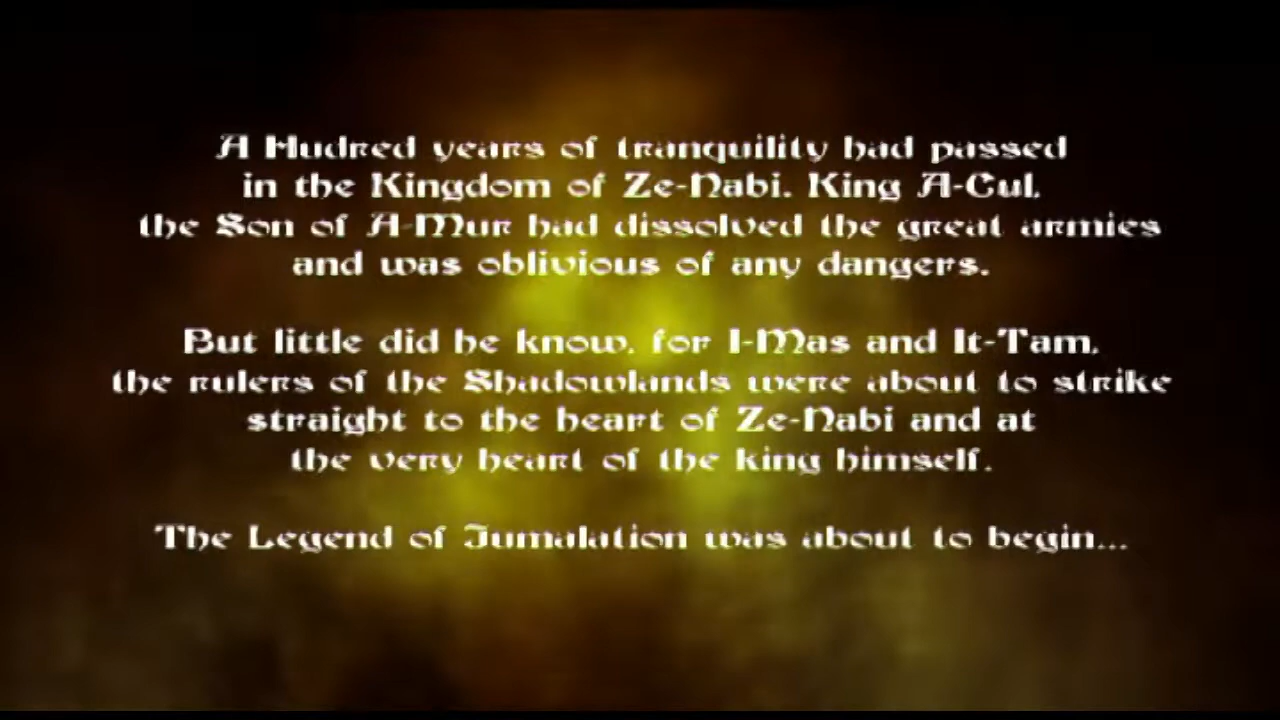 A Hudred years of tranquility had passed
in the Kingdom of Ze-Nabi. King A-Cul,
the Son of A-Mur had dissolved the great armies
and was oblivious of any dangers.
But little did he know, for I-Mas and It-Tam,
the rulers of the Shadowlands were about to strike
straight to the heart of Ze-Nabi and at
the very heart of the king himself.
The Legend of Jumalation was about to begin...